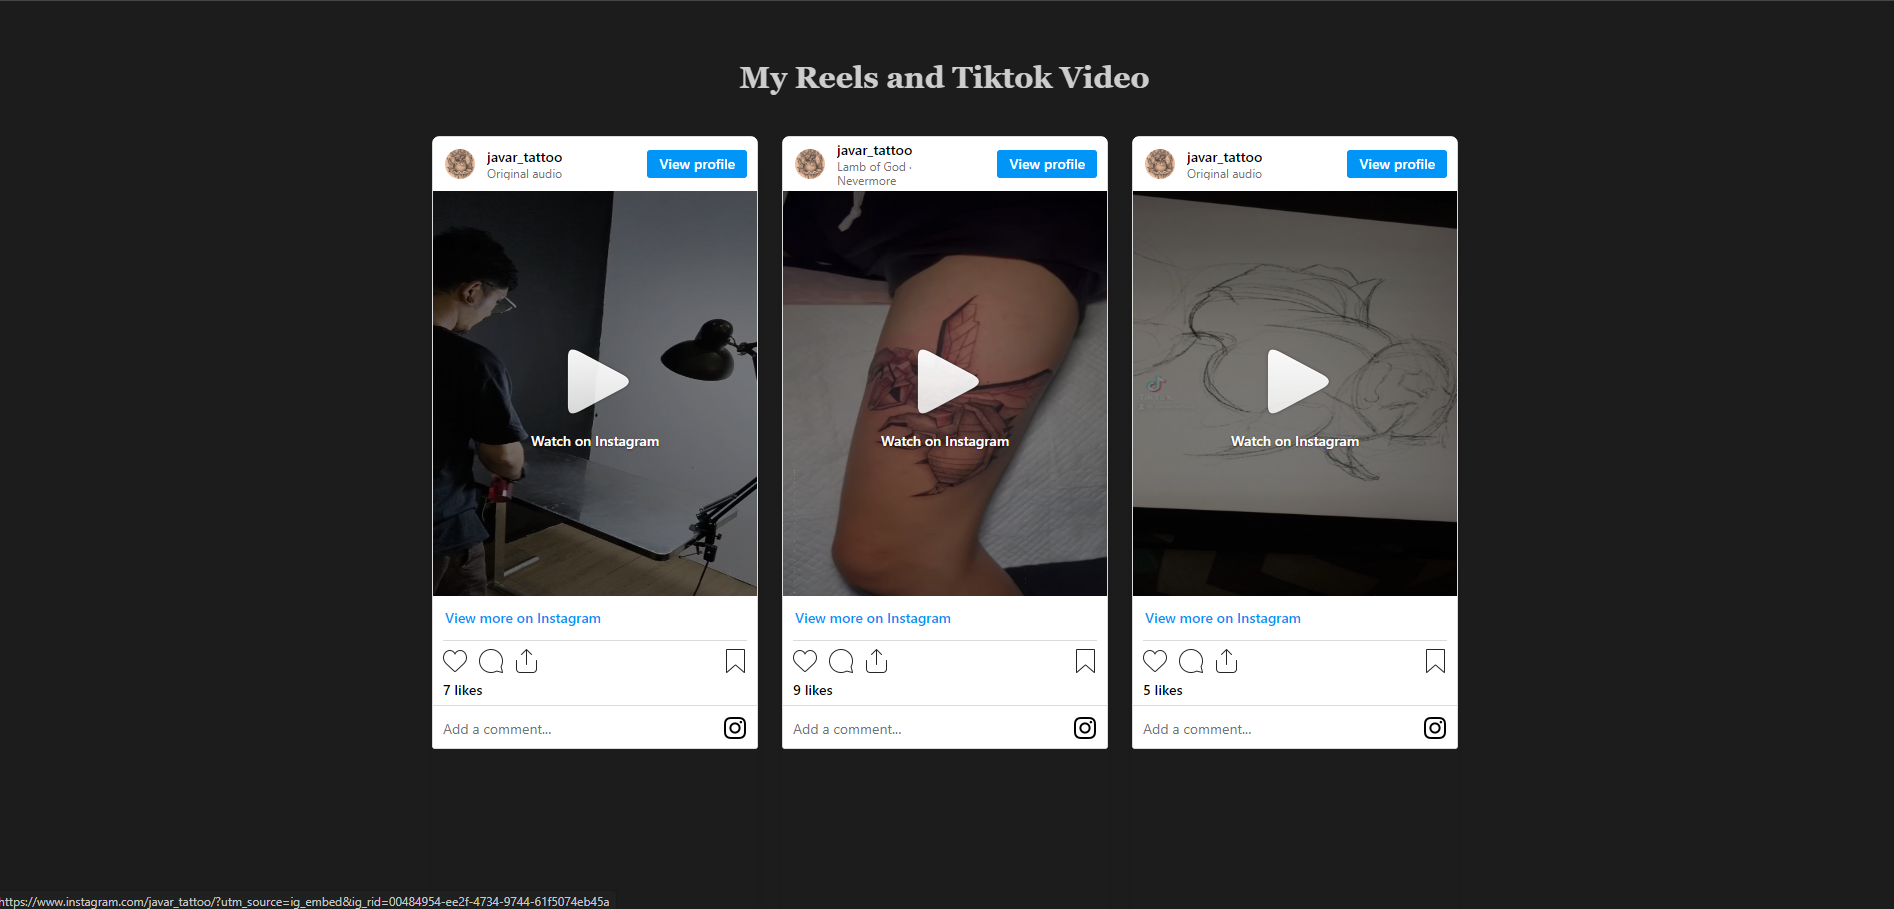 My Reels and Tiktok Video
javar_tattoo
Original audio
View profile
Watch on Instagram
View more on Instagram
7 likes
Add a comment...
javar_tattoo
Lamb of God ·
Nevermore
View profile
Watch on Instagram
View more on Instagram
9 likes
Add a comment...
javar_tattoo
Original audio
View profile
TikTok
Watch on Instagram
View more on Instagram
5 likes
Add a comment...
https://www.instagram.com/javar_tattoo/?utm_source=ig_embed&ig_rid=00484954-ee2f-4734-9744-61f5074eb45a